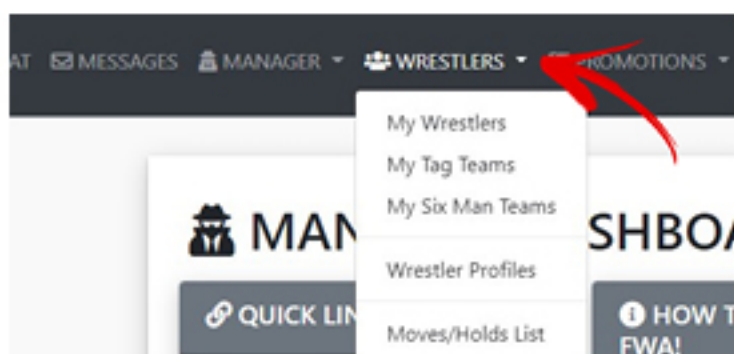 AT MESSAGES MANAGER WRESTLERS PROMOTIONS
My Wrestlers
My Tag Teams
My Six Man Teams
MAN SHBOA
Wrestler Profiles
QUICK LIN HOW T
Moves/Holds List FWA!